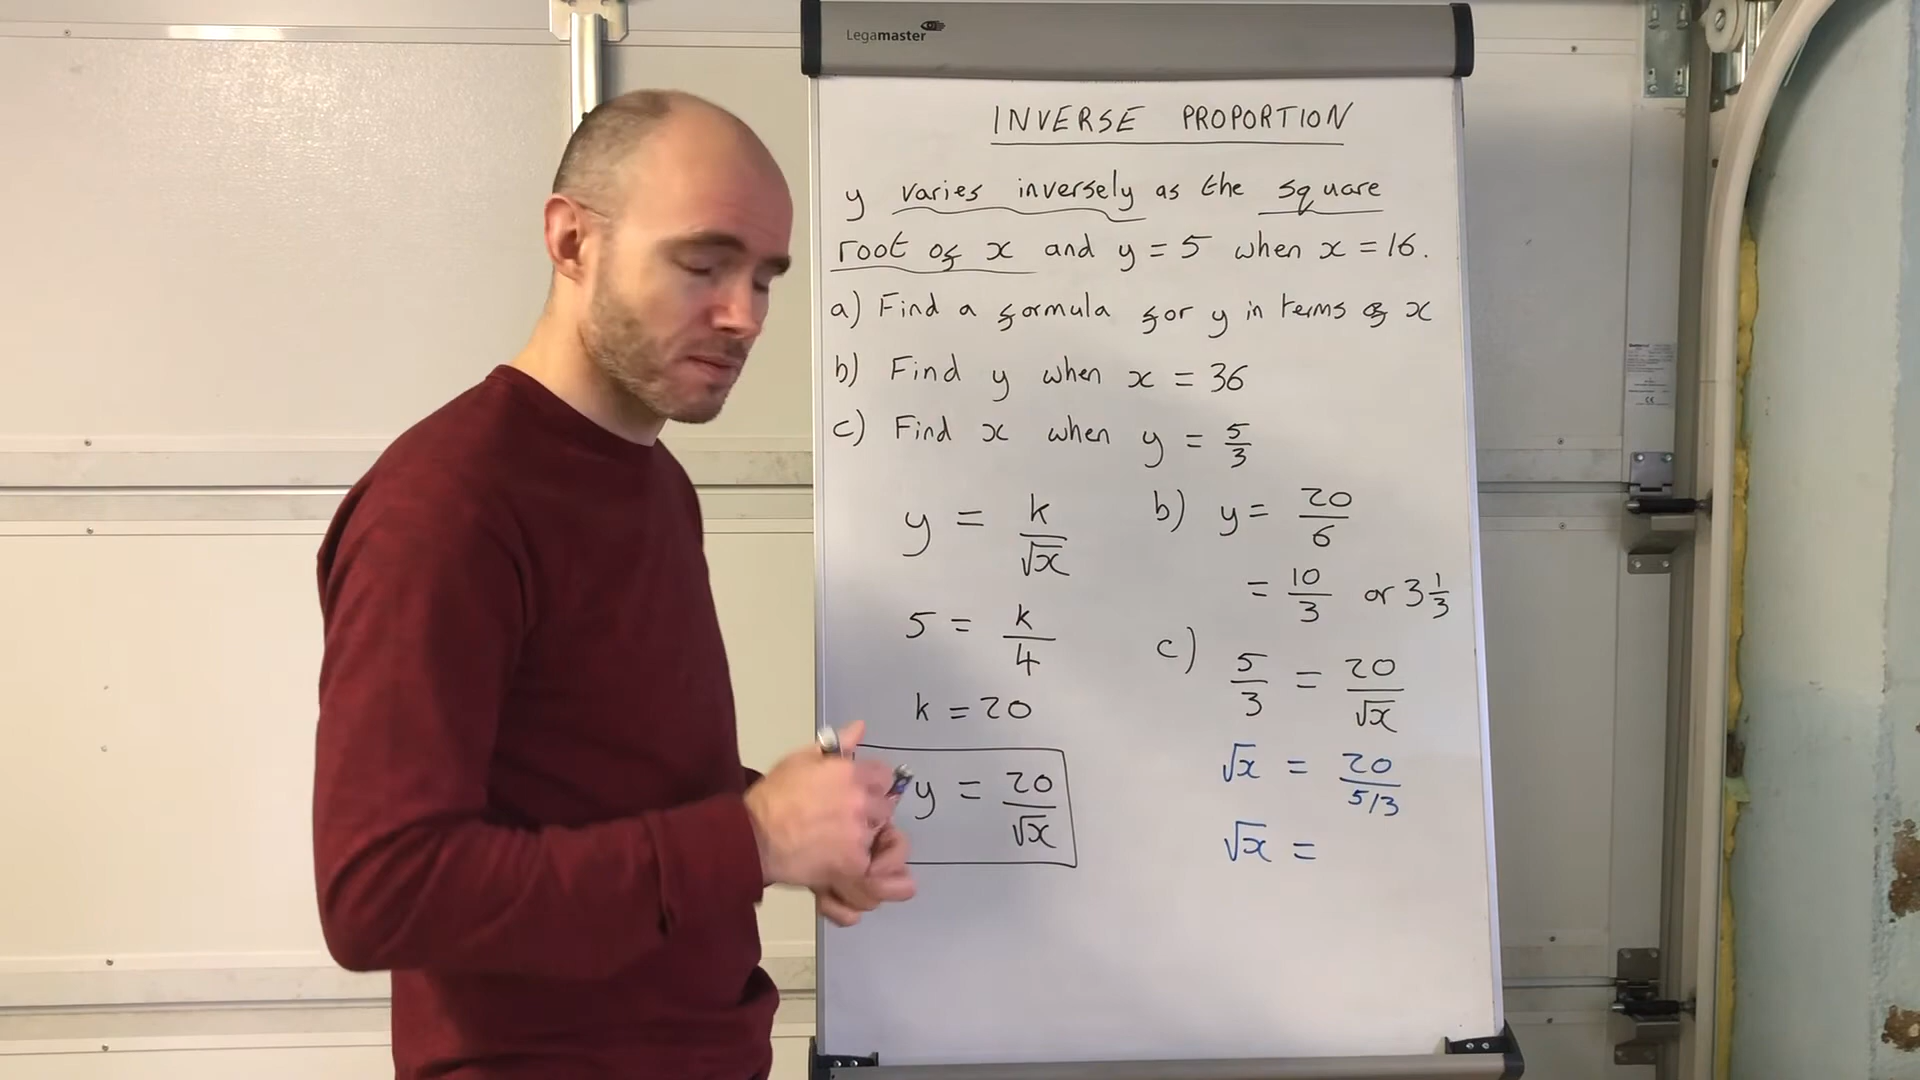 Legamaster
INVERSE PROPORTION
y varies inversely as the square
root of x and y = 5 when x = 16.
a) Find a formula for y in terms of x
b) Find y when x = 36
c) Find x when y = 5/3
y = k/√x
5 = k/4
k = 20
y = 20/√x
b) y = 20/6
= 10/3 or 3 1/3
c) 5/3 = 20/√x
√x = 20/(5/3)
√x =